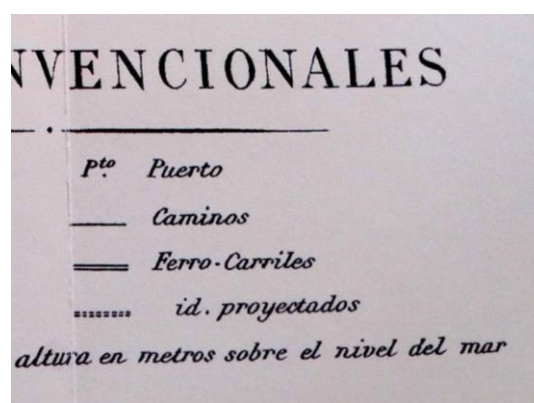 NVENCIONALES
Pto. Puerto
Caminos
Ferro-Carriles
id. proyectados
altura en metros sobre el nivel del mar